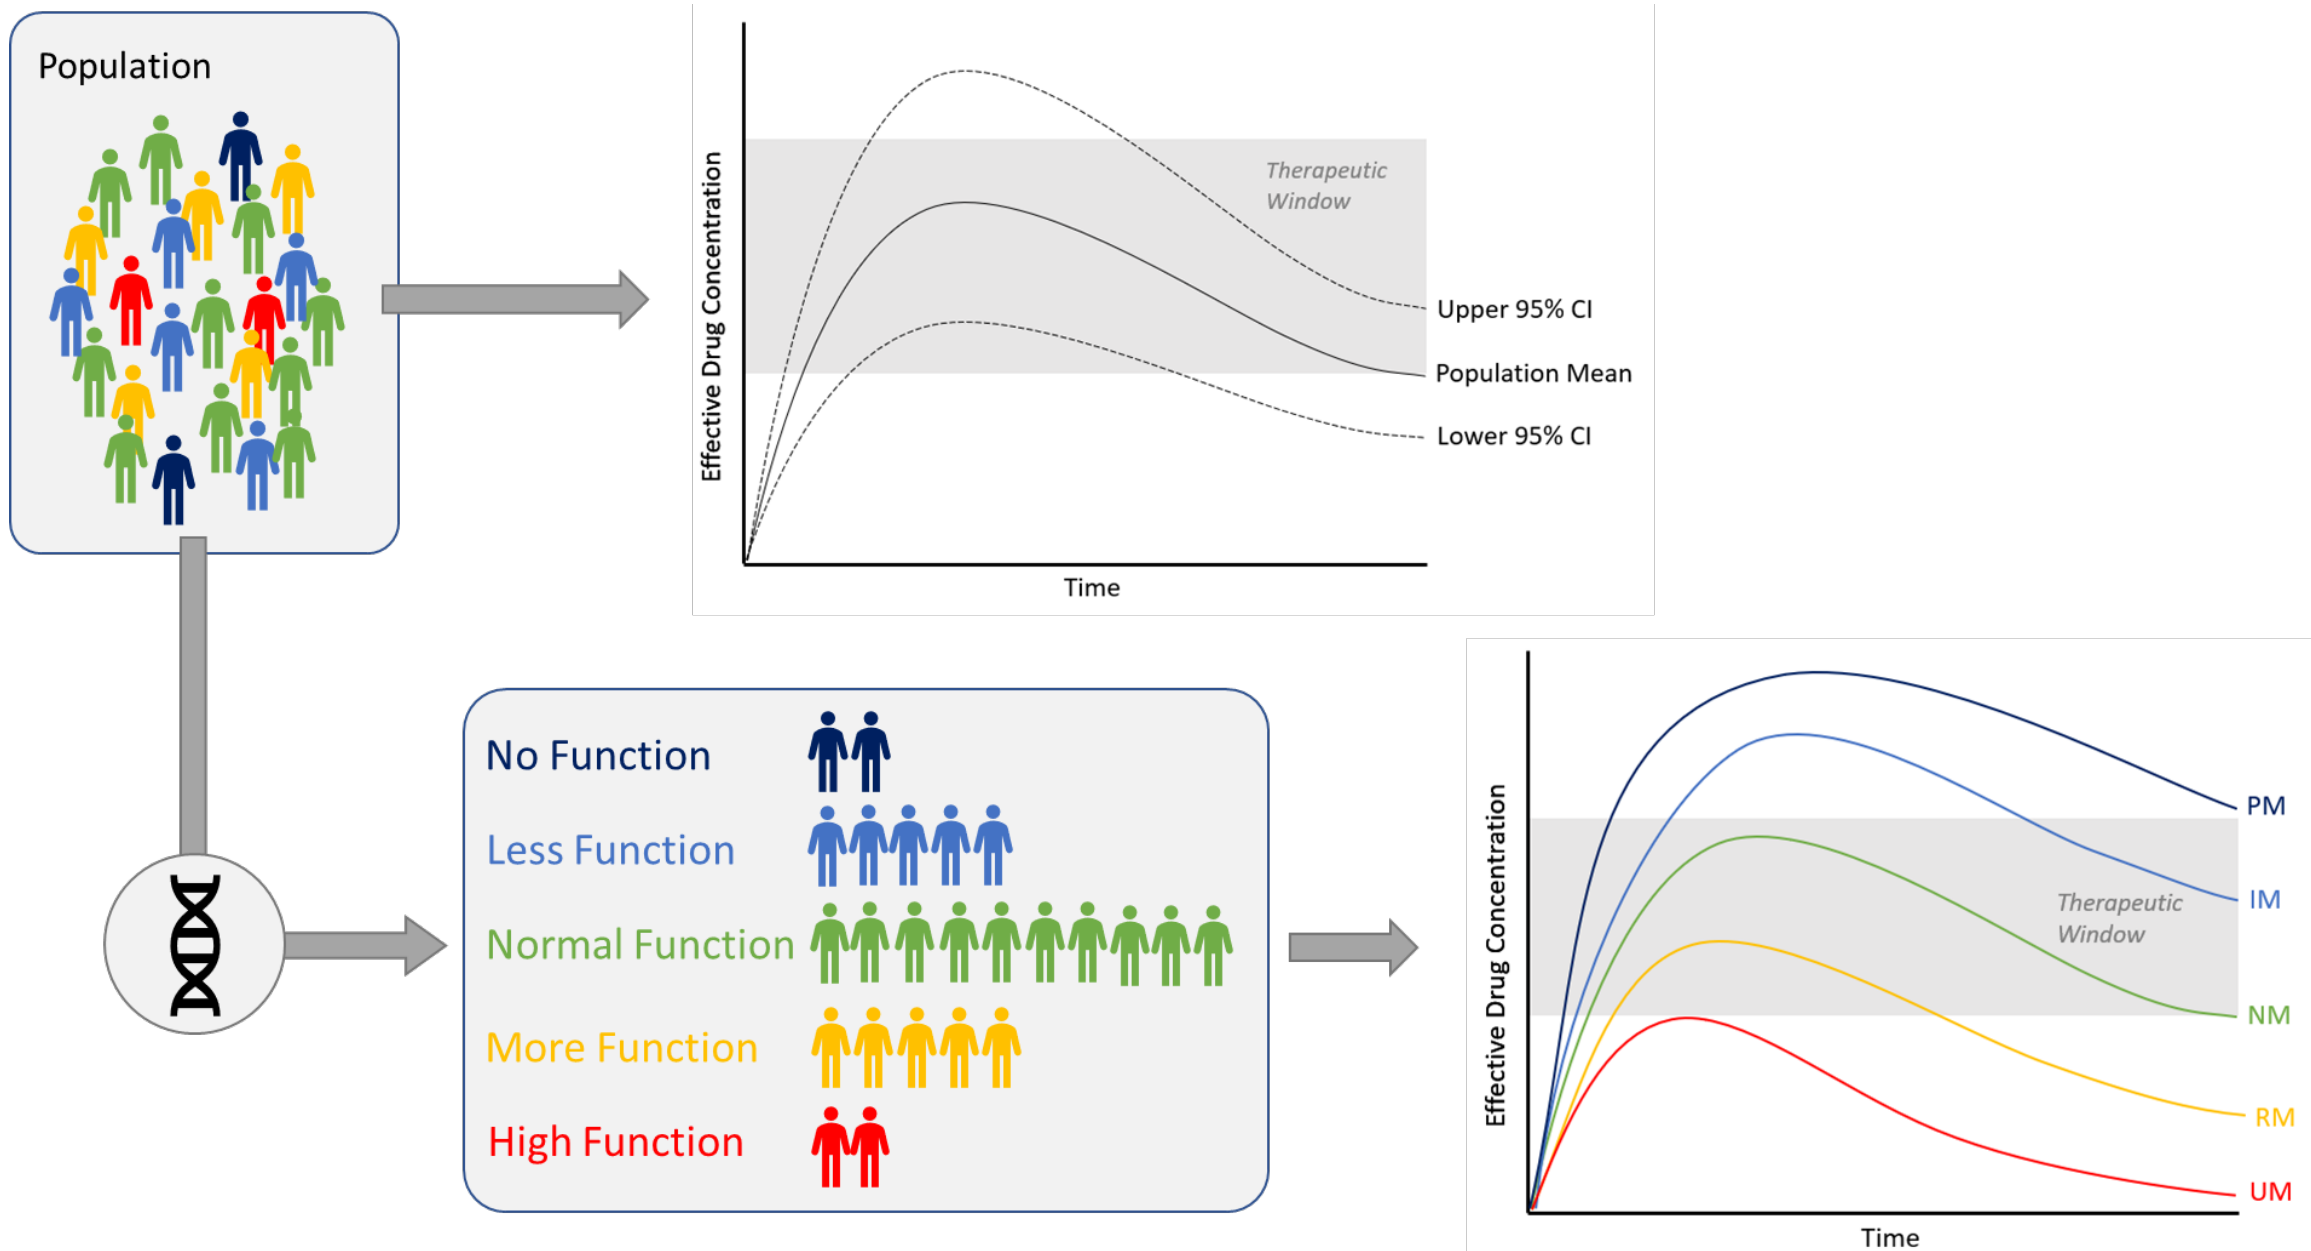 Population
Effective Drug Concentration
Therapeutic
Window
Upper 95% CI
Population Mean
Lower 95% CI
Time
No Function
Less Function
Normal Function
More Function
High Function
Effective Drug Concentration
Therapeutic
Window
PM
IM
NM
RM
UM
Time